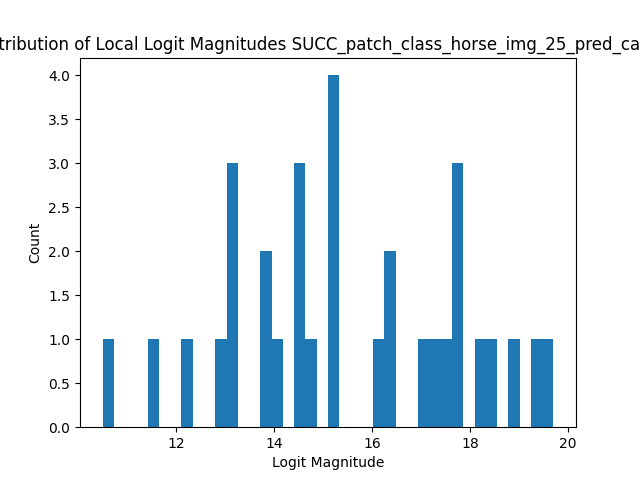 tribution of Local Logit Magnitudes SUCC_patch_class_horse_img_25_pred_ca
4.0
3.5
3.0
2.5
2.0
1.5
1.0
0.5
0.0
Count
12 14 16 18 20
Logit Magnitude